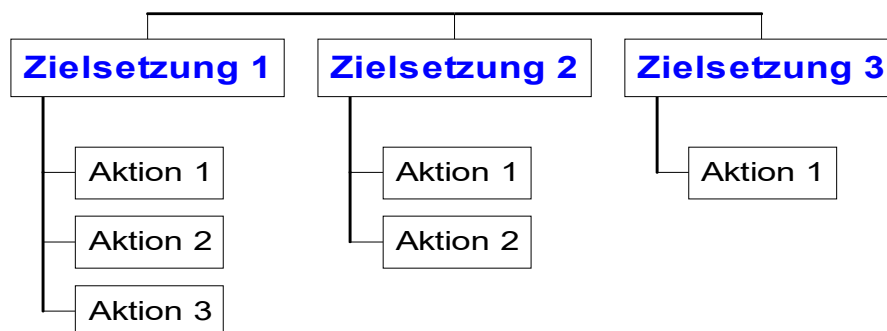 Zielsetzung 1
Zielsetzung 2
Zielsetzung 3
Aktion 1
Aktion 1
Aktion 1
Aktion 2
Aktion 2
Aktion 3